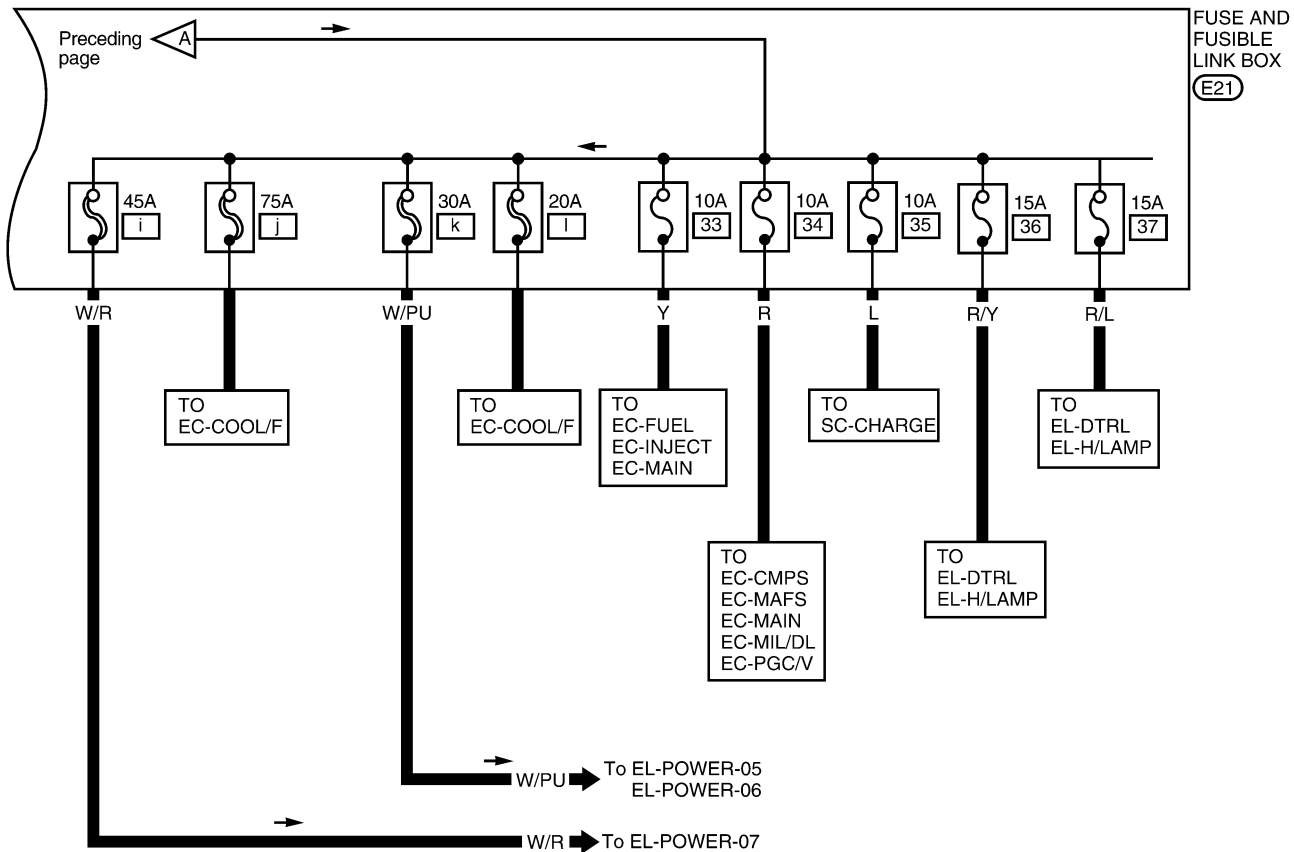 FUSE AND
FUSIBLE
LINK BOX
E21
Preceding
page
A
45A
i
75A
j
30A
k
20A
l
10A
33
10A
34
10A
35
15A
36
15A
37
W/R
W/PU
Y
R
L
R/Y
R/L
TO
EC-COOL/F
TO
EC-COOL/F
TO
EC-FUEL
EC-INJECT
EC-MAIN
TO
SC-CHARGE
TO
EL-DTRL
EL-H/LAMP
TO
EC-CMPS
EC-MAFS
EC-MAIN
EC-MIL/DL
EC-PGC/V
TO
EL-DTRL
EL-H/LAMP
W/PU
To EL-POWER-05
EL-POWER-06
W/R
To EL-POWER-07